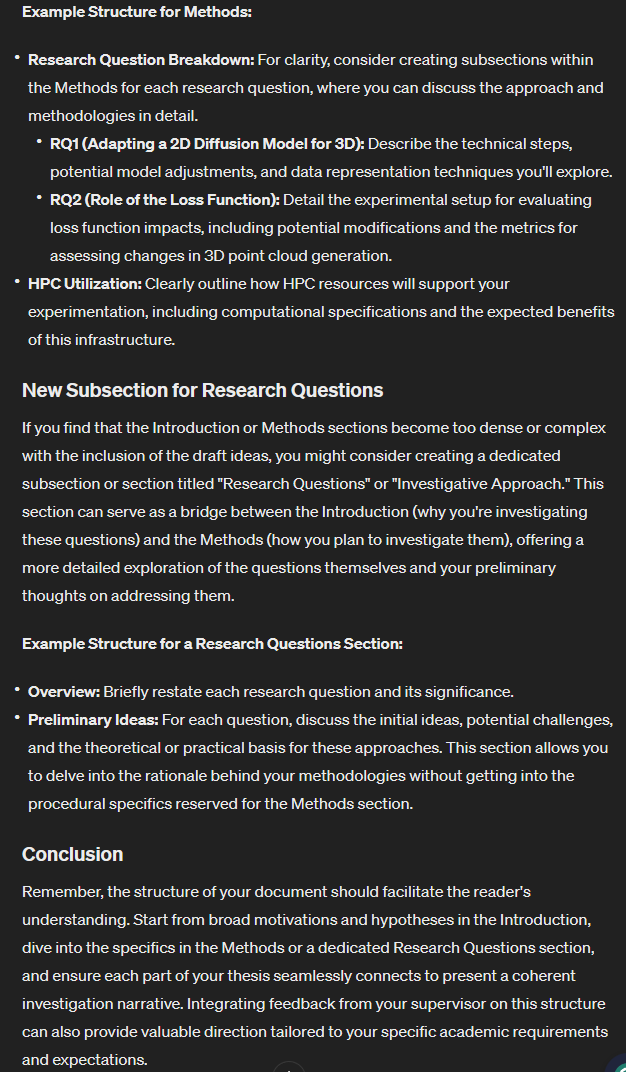 Example Structure for Methods:
• Research Question Breakdown: For clarity, consider creating subsections within
the Methods for each research question, where you can discuss the approach and
methodologies in detail.
• RQ1 (Adapting a 2D Diffusion Model for 3D): Describe the technical steps,
potential model adjustments, and data representation techniques you'll explore.
• RQ2 (Role of the Loss Function): Detail the experimental setup for evaluating
loss function impacts, including potential modifications and the metrics for
assessing changes in 3D point cloud generation.
• HPC Utilization: Clearly outline how HPC resources will support your
experimentation, including computational specifications and the expected benefits
of this infrastructure.
New Subsection for Research Questions
If you find that the Introduction or Methods sections become too dense or complex
with the inclusion of the draft ideas, you might consider creating a dedicated
subsection or section titled "Research Questions" or "Investigative Approach." This
section can serve as a bridge between the Introduction (why you're investigating
these questions) and the Methods (how you plan to investigate them), offering a
more detailed exploration of the questions themselves and your preliminary
thoughts on addressing them.
Example Structure for a Research Questions Section:
• Overview: Briefly restate each research question and its significance.
• Preliminary Ideas: For each question, discuss the initial ideas, potential challenges,
and the theoretical or practical basis for these approaches. This section allows you
to delve into the rationale behind your methodologies without getting into the
procedural specifics reserved for the Methods section.
Conclusion
Remember, the structure of your document should facilitate the reader's
understanding. Start from broad motivations and hypotheses in the Introduction,
dive into the specifics in the Methods or a dedicated Research Questions section,
and ensure each part of your thesis seamlessly connects to present a coherent
investigation narrative. Integrating feedback from your supervisor on this structure
can also provide valuable direction tailored to your specific academic requirements
and expectations.